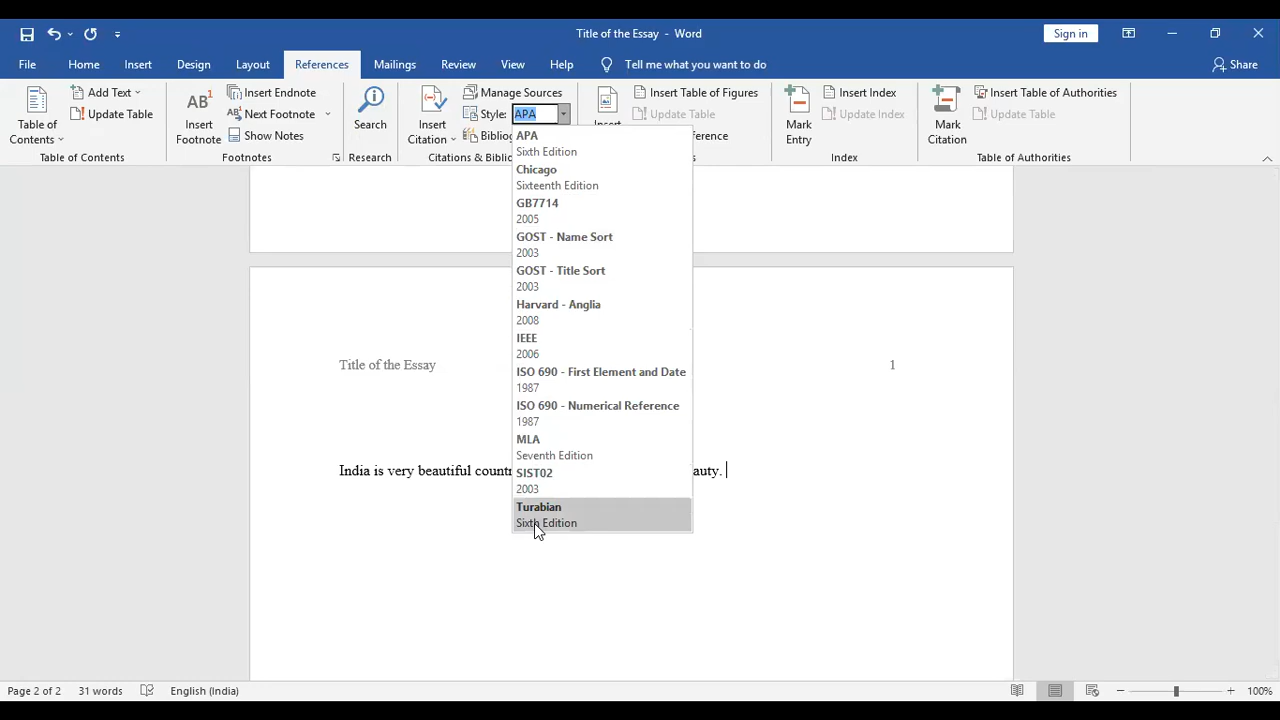 Title of the Essay - Word
Sign in
File Home Insert Design Layout References Mailings Review View Help Tell me what you want to do Share
Table of Contents
Add Text
Update Table
Table of Contents
AB1
Insert Footnote
Insert Endnote
Next Footnote
Show Notes
Footnotes
Search
Research
Insert Citation
Manage Sources
Style: APA
Citations & Biblio
Insert Table of Figures
Update Table
Mark Entry
Insert Index
Update Index
Index
Mark Citation
Insert Table of Authorities
Update Table
Table of Authorities
APA
Sixth Edition
Chicago
Sixteenth Edition
GB7714
2005
GOST - Name Sort
2003
GOST - Title Sort
2003
Harvard - Anglia
2008
IEEE
2006
ISO 690 - First Element and Date
1987
ISO 690 - Numerical Reference
1987
MLA
Seventh Edition
SIST02
2003
Turabian
Sixth Edition
Title of the Essay 1
India is very beautiful countr auty.
Page 2 of 2 31 words English (India) 100%